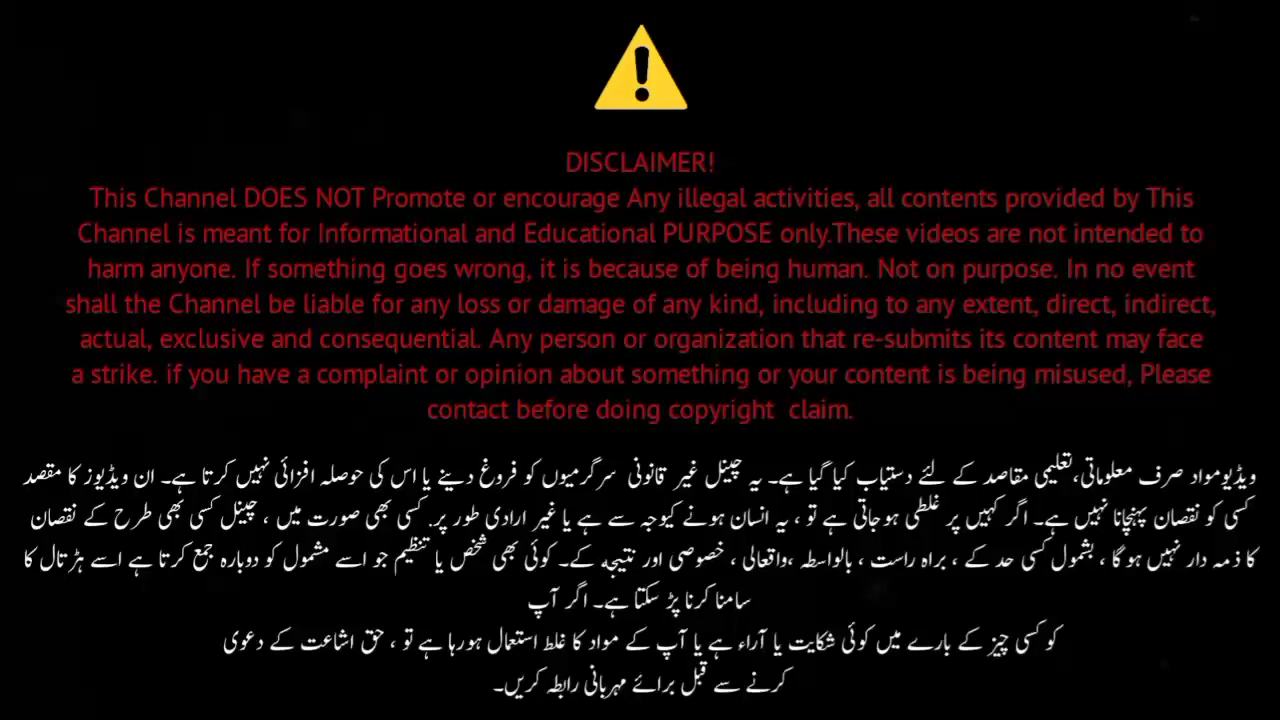 DISCLAIMER!
This Channel DOES NOT Promote or encourage Any illegal activities, all contents provided by This
Channel is meant for Informational and Educational PURPOSE only.These videos are not intended to
harm anyone. If something goes wrong, it is because of being human. Not on purpose. In no event
shall the Channel be liable for any loss or damage of any kind, including to any extent, direct, indirect,
actual, exclusive and consequential. Any person or organization that re-submits its content may face
a strike. if you have a complaint or opinion about something or your content is being misused, Please
contact before doing copyright claim.
ویڈیومواد صرف معلوماتی،تعلیمی مقاصد کے لئے دستیاب کیا گیا ہے۔ یہ چینل غیر قانونی سرگرمیوں کو فروغ دینے یا اس کی حوصلہ افزائی نہیں کرتا ہے۔ ان ویڈیوز کا مقصد
کسی کو نقصان پہنچانا نہیں ہے۔ اگر کہیں پر غلطی ہوجاتی ہے تو ، یہ انسان ہونے کیوجہ سے ہے یا غیر ارادی طور پر. کسی بھی صورت میں ، چینل کسی بھی طرح کے نقصان
کا ذمہ دار نہیں ہو گا ، بشمول کسی حد کے ، براہ راست ، بالواسطہ ،واقعالی ، خصوصی اور نتیجه کے۔ کوئی بھی شخص یا تنظیم جو اسے مشمول کو دوبارہ جمع کرتا ہے اسے ہڑتال کا
سامنا کرنا پڑ سکتا ہے۔ اگر آپ
کو کسی چیز کے بارے میں کوئی شکایت یا آراء ہے یا آپ کے مواد کا غلط استعمال ہورہا ہے تو ، حق اشاعت کے دعوی
کرنے سے قبل برائے مہربانی رابطہ کریں۔